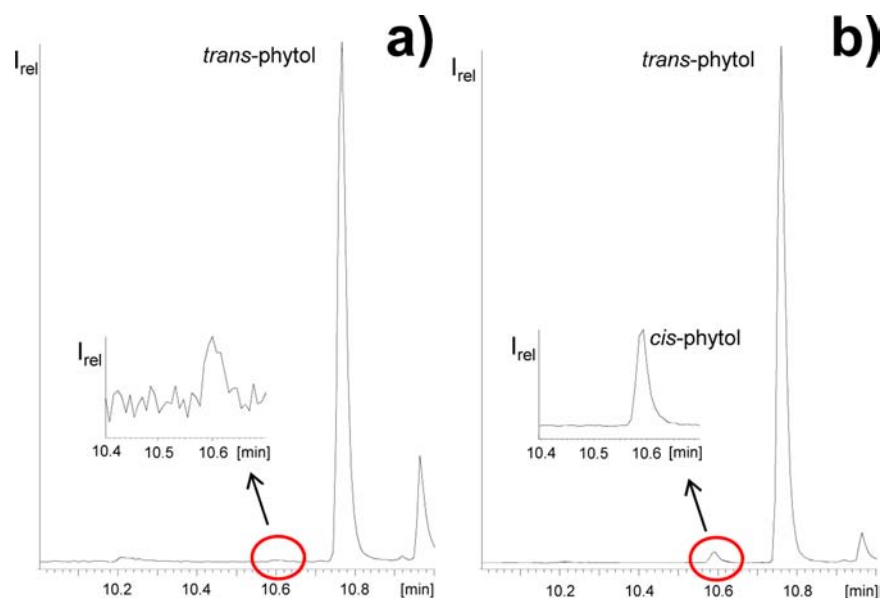 a)
I_rel
trans-phytol
I_rel
10.4 10.5 10.6 [min]
10.2 10.4 10.6 10.8 [min]
b)
I_rel
trans-phytol
I_rel
cis-phytol
10.4 10.5 10.6 [min]
10.2 10.4 10.6 10.8 [min]